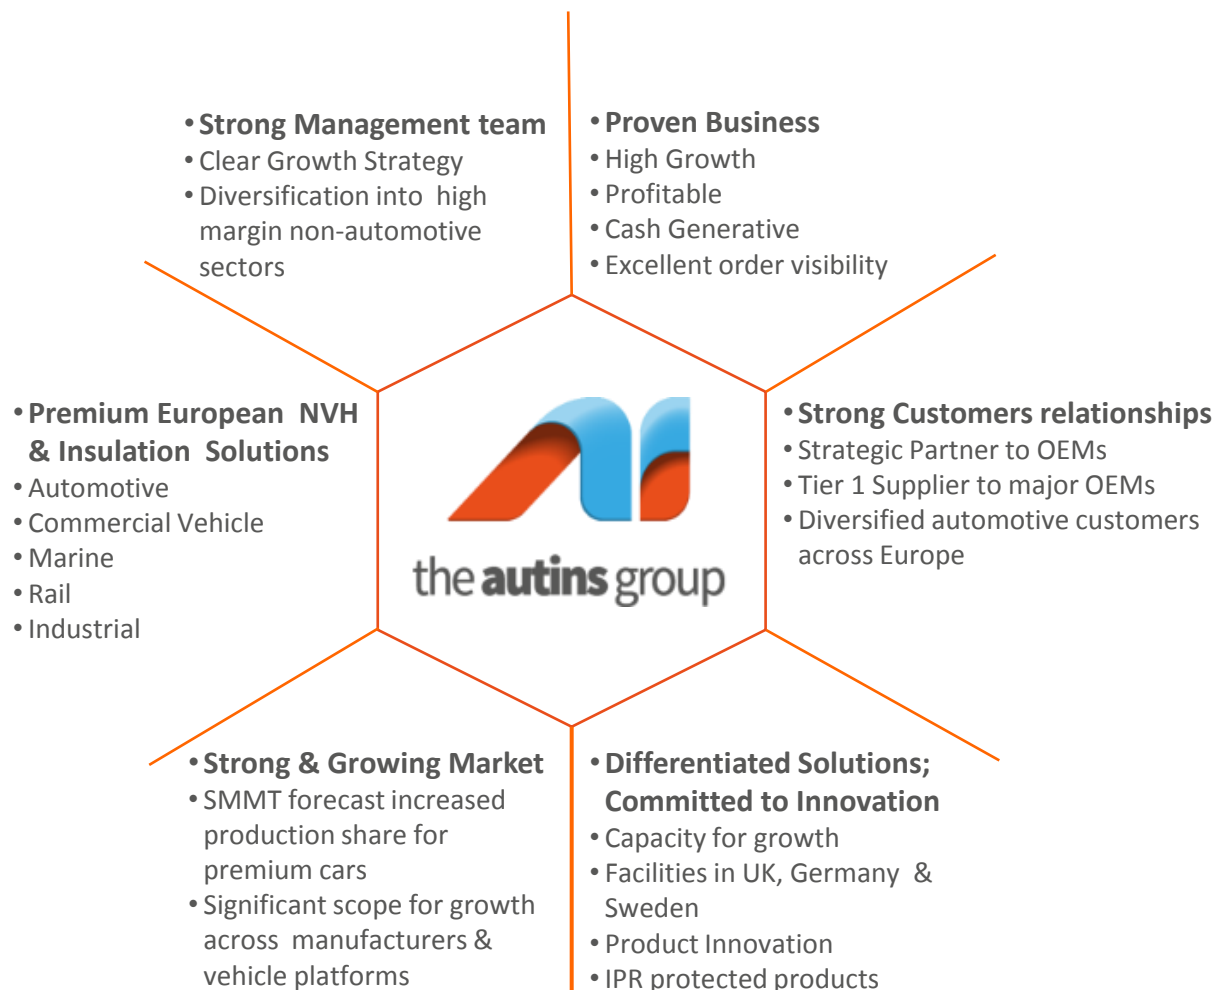 • Strong Management team
• Clear Growth Strategy
• Diversification into high
margin non-automotive
sectors
• Proven Business
• High Growth
• Profitable
• Cash Generative
• Excellent order visibility
• Premium European NVH
& Insulation Solutions
• Automotive
• Commercial Vehicle
• Marine
• Rail
• Industrial
the autins group
• Strong Customers relationships
• Strategic Partner to OEMs
• Tier 1 Supplier to major OEMs
• Diversified automotive customers
across Europe
• Strong & Growing Market
• SMMT forecast increased
production share for
premium cars
• Significant scope for growth
across manufacturers &
vehicle platforms
• Differentiated Solutions;
Committed to Innovation
• Capacity for growth
• Facilities in UK, Germany &
Sweden
• Product Innovation
• IPR protected products